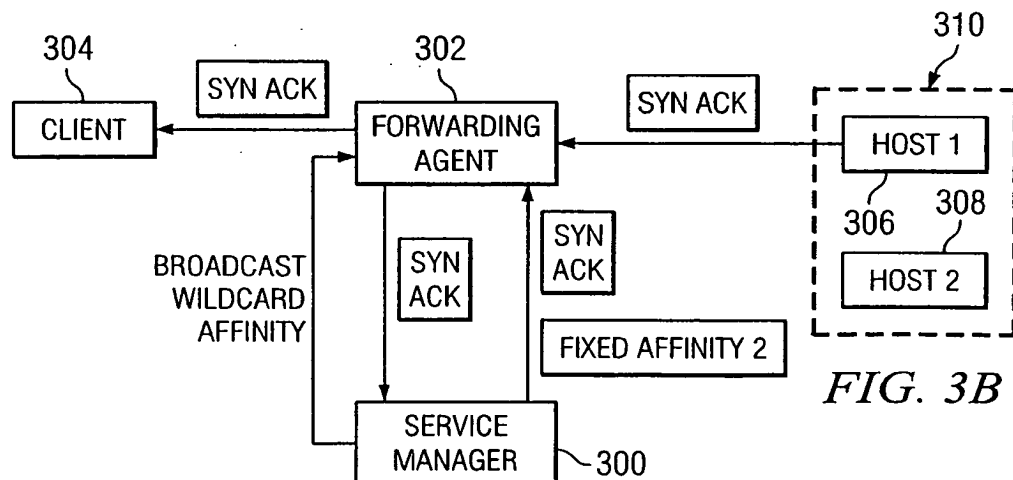 304
302
310
SYN ACK
SYN ACK
CLIENT
FORWARDING
AGENT
HOST 1
306
308
HOST 2
BROADCAST
WILDCARD
AFFINITY
SYN
ACK
SYN
ACK
FIXED AFFINITY 2
FIG. 3B
SERVICE
MANAGER
300